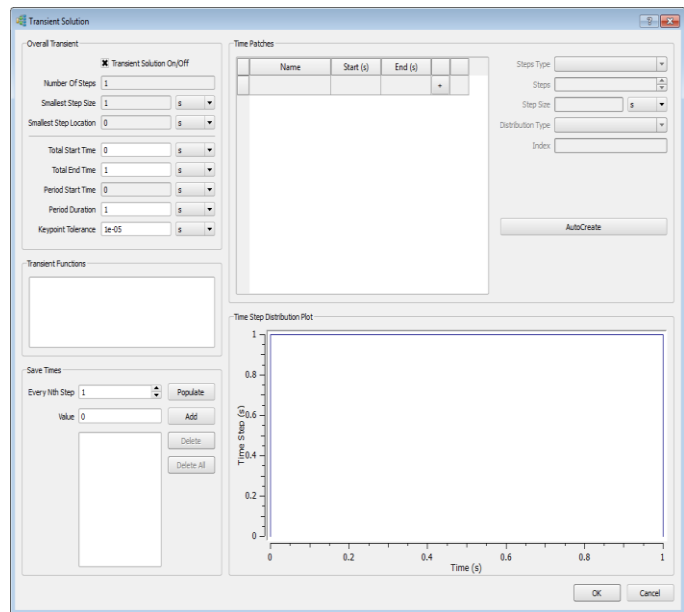 Transient Solution
Overall Transient
Transient Solution On/Off
Number Of Steps 1
Smallest Step Size 1 s
Smallest Step Location 0 s
Total Start Time 0 s
Total End Time 1 s
Period Start Time 0 s
Period Duration 1 s
Keypoint Tolerance 1e-05 s
Transient Functions
Save Times
Every Nth Step 1 Populate
Value 0 Add
Delete
Delete All
Time Patches
Name Start (s) End (s)
+
Steps Type
Steps
Step Size s
Distribution Type
Index
AutoCreate
Time Step Distribution Plot
Time Step (s)
1
0.8
0.6
0.4
0.2
0
0 0.2 0.4 0.6 0.8 1
Time (s)
OK Cancel